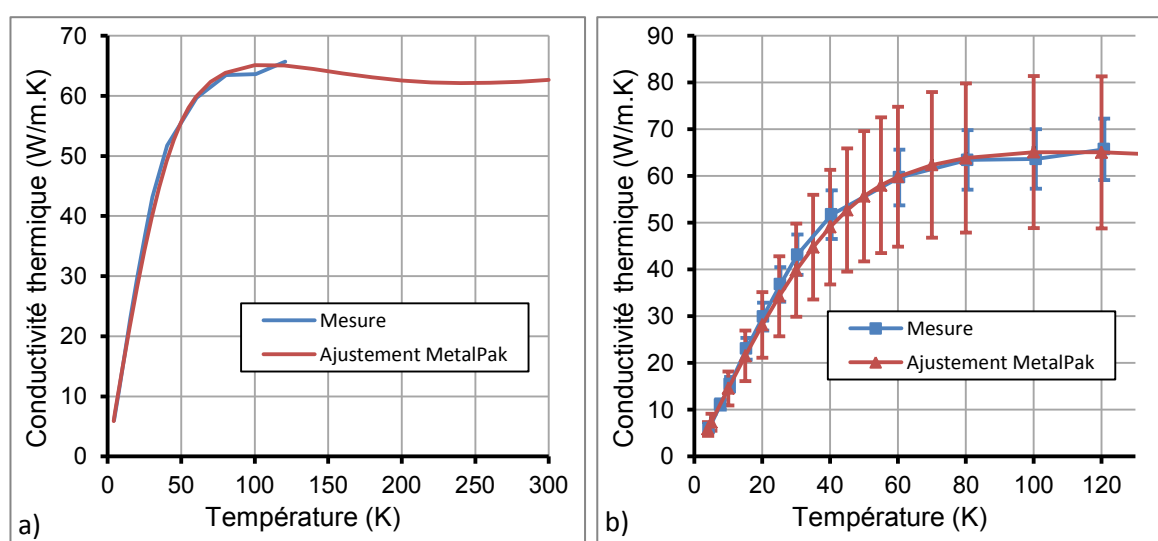 70
60
50
40
30
20
10
0
Conductivité thermique (W/m.K)
Mesure
Ajustement MetalPak
0 50 100 150 200 250 300
Température (K)
a)
90
80
70
60
50
40
30
20
10
0
Conductivité thermique (W/m.K)
Mesure
Ajustement MetalPak
0 20 40 60 80 100 120
Température (K)
b)